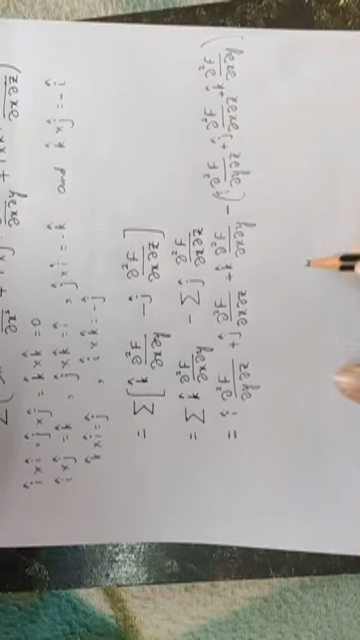 î × î = ĵ × ĵ = k̂ × k̂ = 0
î × ĵ = k̂ , ĵ × k̂ = î , ĵ × î = -k̂ and k̂ × ĵ = -î
k̂ × î = ĵ , î × k̂ = -ĵ
= Σ [ k̂ ∂²F/∂x∂y - ĵ ∂²F/∂x∂z ]
= Σ k̂ ∂²F/∂x∂y - Σ ĵ ∂²F/∂x∂z
= î ∂²F/∂y∂z + ĵ ∂²F/∂x∂z + k̂ ∂²F/∂x∂y - ( î ∂²F/∂y∂z + ĵ ∂²F/∂x∂z + k̂ ∂²F/∂x∂y )